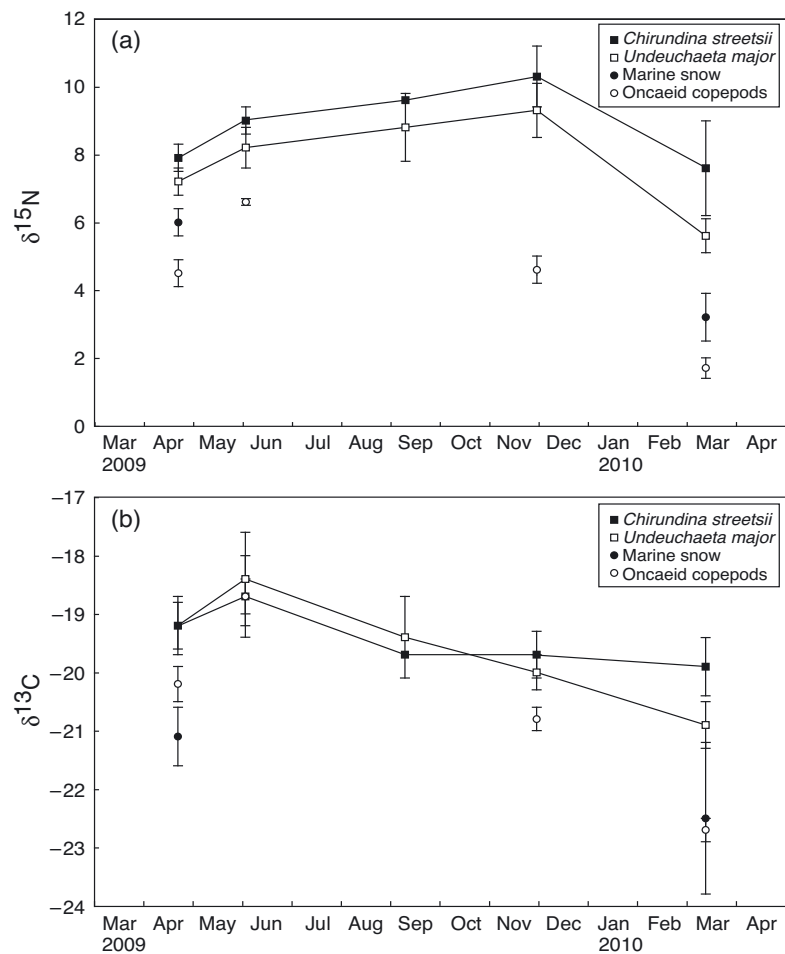 (a)
Chirundina streetsii
Undeuchaeta major
Marine snow
Oncaeid copepods
12
10
8
6
4
2
0
δ15N
Mar Apr May Jun Jul Aug Sep Oct Nov Dec Jan Feb Mar Apr
2009 2010
(b)
Chirundina streetsii
Undeuchaeta major
Marine snow
Oncaeid copepods
−17
−18
−19
−20
−21
−22
−23
−24
δ13C
Mar Apr May Jun Jul Aug Sep Oct Nov Dec Jan Feb Mar Apr
2009 2010